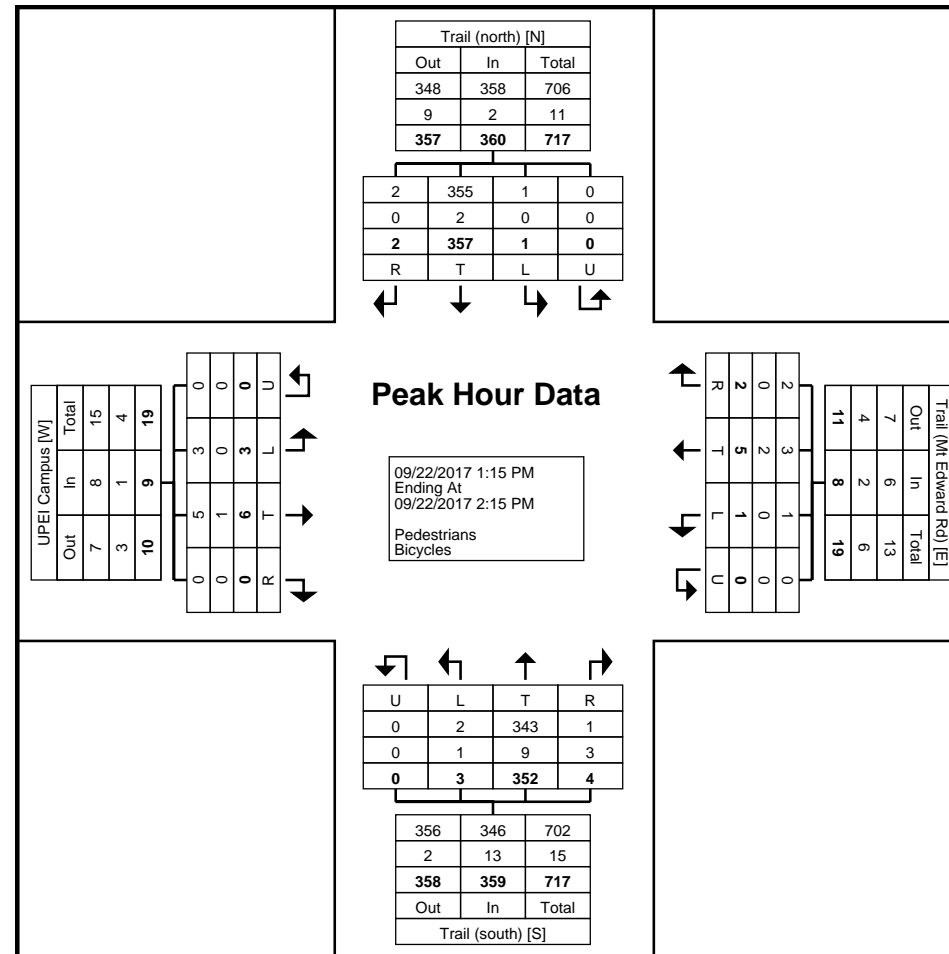 Trail (north) [N]
Out In Total
348 358 706
9 2 11
357 360 717
2 355 1 0
0 2 0 0
2 357 1 0
R T L U
Peak Hour Data
09/22/2017 1:15 PM
Ending At
09/22/2017 2:15 PM
Pedestrians
Bicycles
UPEI Campus [W]
Out In Total
7 8 15
3 1 4
10 9 19
0 5 3 0
0 1 0 0
0 6 3 0
R T L U
Trail (Mt Edward Rd) [E]
Out In Total
7 6 13
4 2 6
11 8 19
2 3 1 0
0 2 0 0
2 5 1 0
R T L U
U L T R
0 2 343 1
0 1 9 3
0 3 352 4
356 346 702
2 13 15
358 359 717
Out In Total
Trail (south) [S]